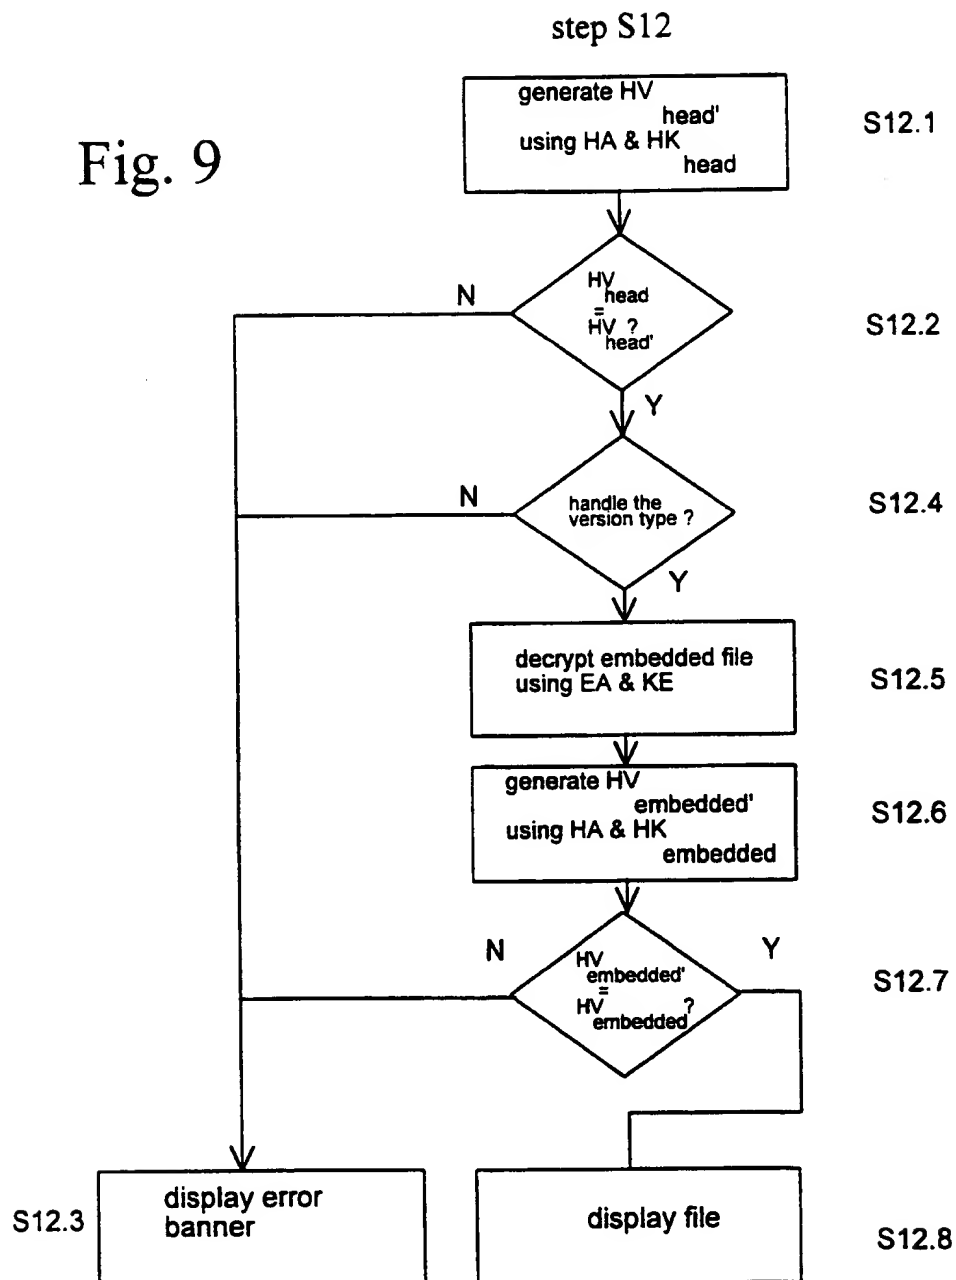 step S12
Fig. 9
generate HV
head'
using HA & HK
head
S12.1
HV
head
=
HV ?
head'
N
S12.2
Y
handle the
version type ?
N
S12.4
Y
decrypt embedded file
using EA & KE
S12.5
generate HV
embedded'
using HA & HK
embedded
S12.6
N
HV
embedded'
=
HV ?
embedded
Y
S12.7
S12.3
display error
banner
display file
S12.8